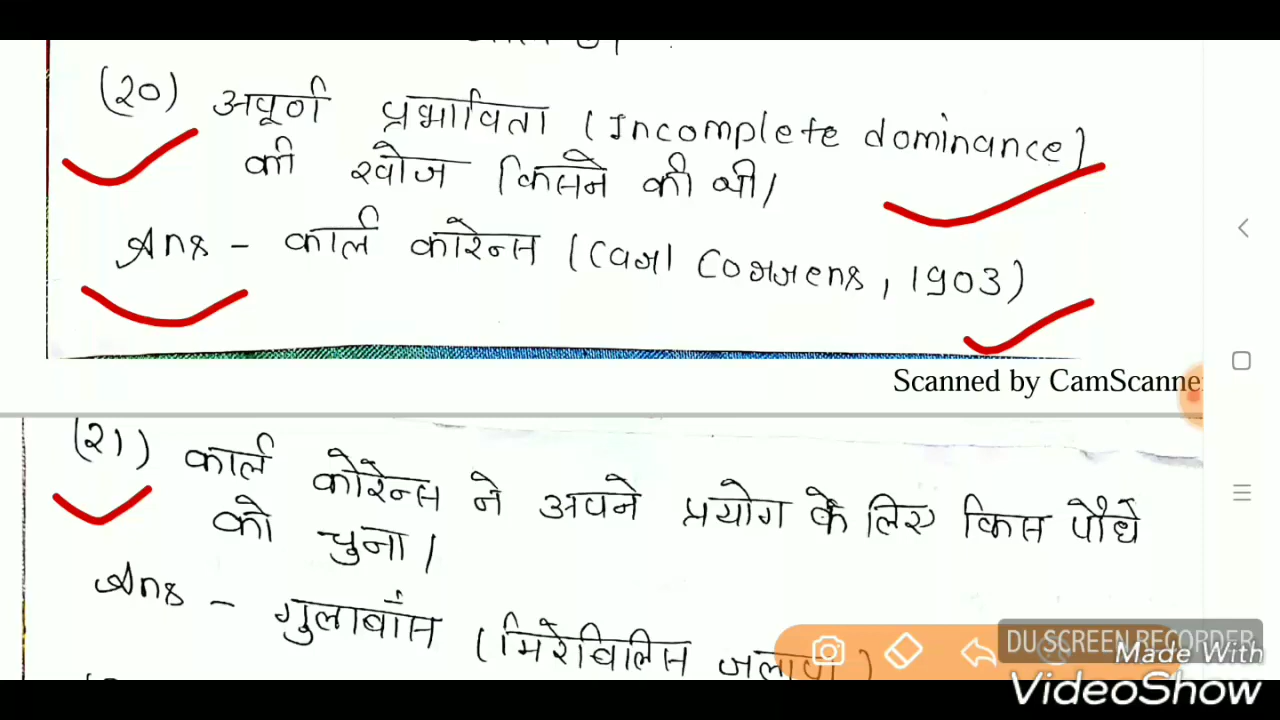 (20) अपूर्ण प्रभाविता (Incomplete dominance)
की खोज किसने की थी।
Ans - कार्ल कॉरेन्स (Carl Correns, 1903)
Scanned by CamScanne
(21) कार्ल कॉरेन्स ने अपने प्रयोग के लिए किस पौधे
को चुना।
Ans - गुलाबाँस (मिरेबिलिस जलापा)
DU SCREEN RECORDER
Made With
VideoShow